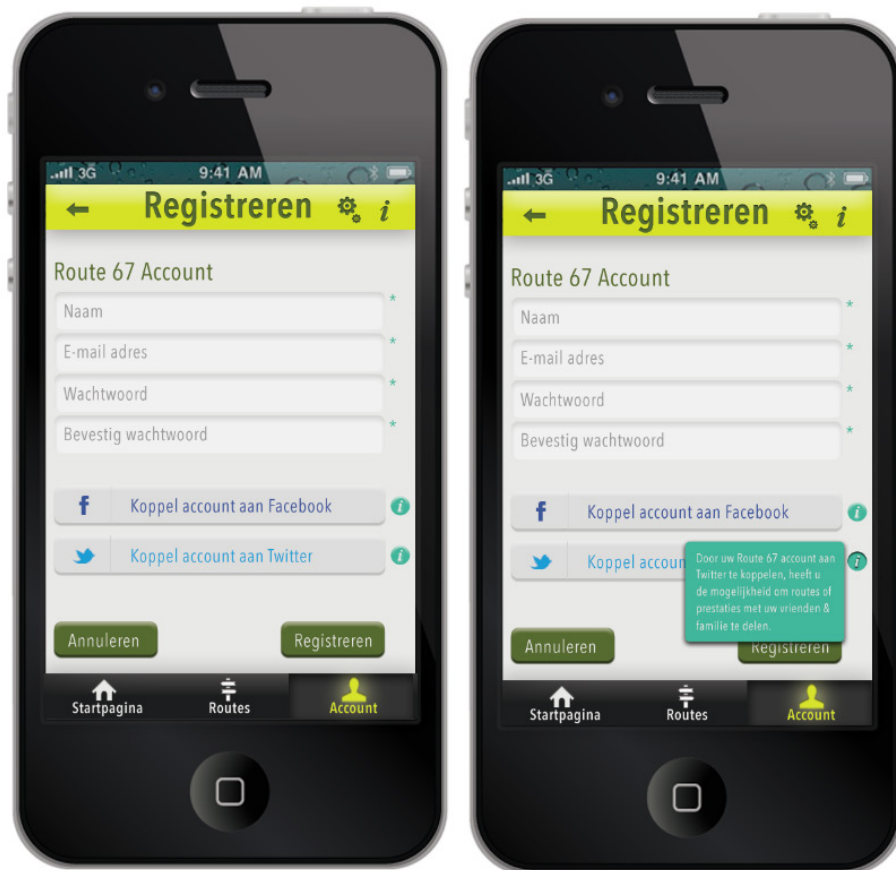 3G 9:41 AM
Registreren i
Route 67 Account
Naam *
E-mail adres *
Wachtwoord *
Bevestig wachtwoord *
f Koppel account aan Facebook i
Koppel account aan Twitter i
Annuleren Registreren
Startpagina Routes Account
3G 9:41 AM
Registreren i
Route 67 Account
Naam *
E-mail adres *
Wachtwoord *
Bevestig wachtwoord *
f Koppel account aan Facebook i
Koppel accoun i
Door uw Route 67 account aan
Twitter te koppelen, heeft u
de mogelijkheid om routes of
prestaties met uw vrienden &
familie te delen.
Annuleren Registreren
Startpagina Routes Account